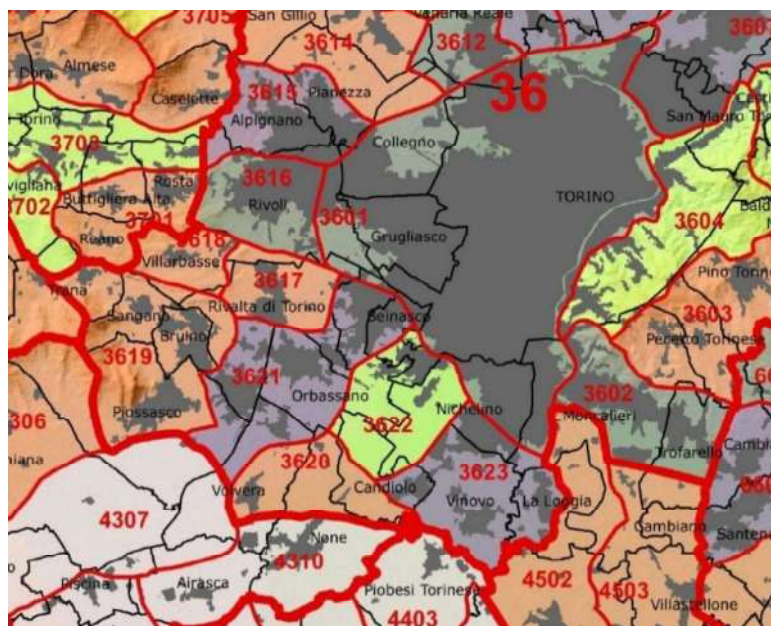 3705
San Gillio
Venaria Reale
3614
3612
Almese
Caselette
36
3615
Pianezza
San Mauro
Alpignano
Collegno
3703
3616
Rosta
TORINO
Buttigliera Alta
Rivoli
3702
3601
3604
3701
Grugliasco
Reano
3618
Villarbasse
Pino Torin
3617
Trana
Rivalta di Torino
3603
Sangano
Beinasco
Bruino
Pecetto Torinese
3619
3621
Orbassano
3602
Piossasco
3622
Nichelino
Moncalieri
306
Trofarello
3620
3623
Volvera
Candiolo
Vinovo
La Loggia
4307
Cambiano
Santen
None
4310
Piscina
Airasca
Piobesi Torinese
4502
4503
Villastellone
4403